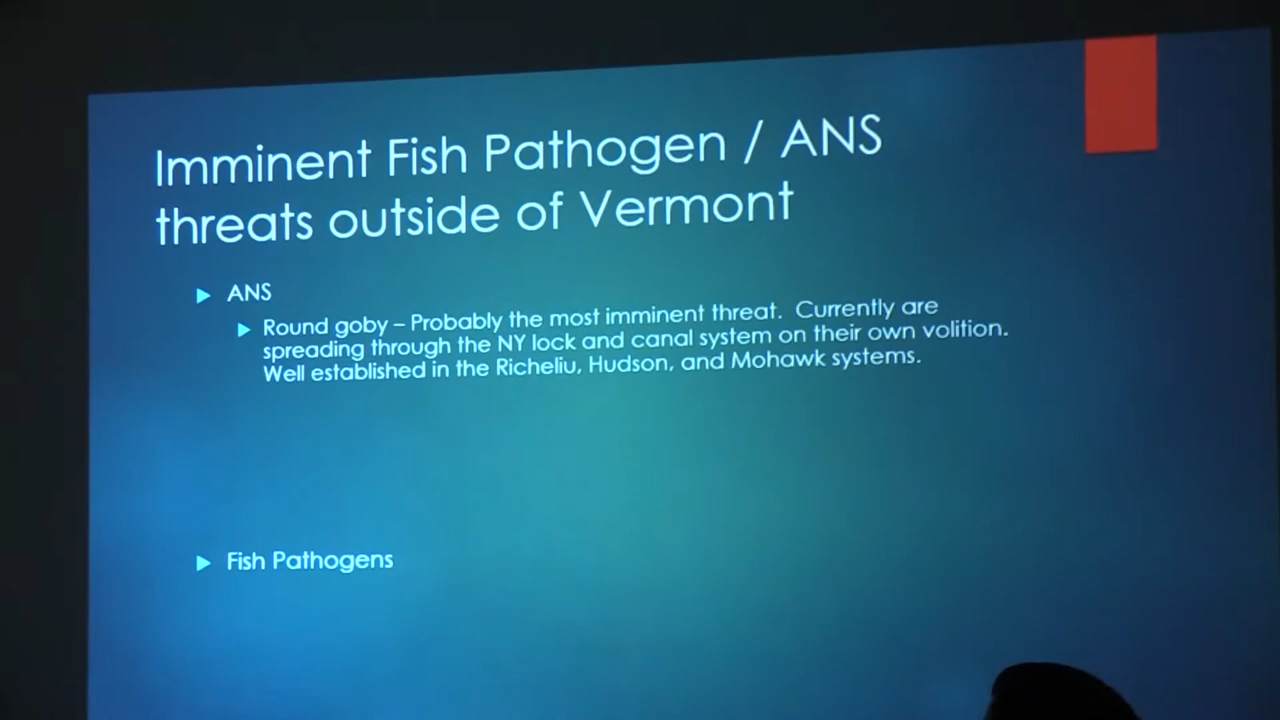 Imminent Fish Pathogen / ANS
threats outside of Vermont
ANS
Round goby – Probably the most imminent threat.  Currently are
spreading through the NY lock and canal system on their own volition.
Well established in the Richeliu, Hudson, and Mohawk systems.
Fish Pathogens